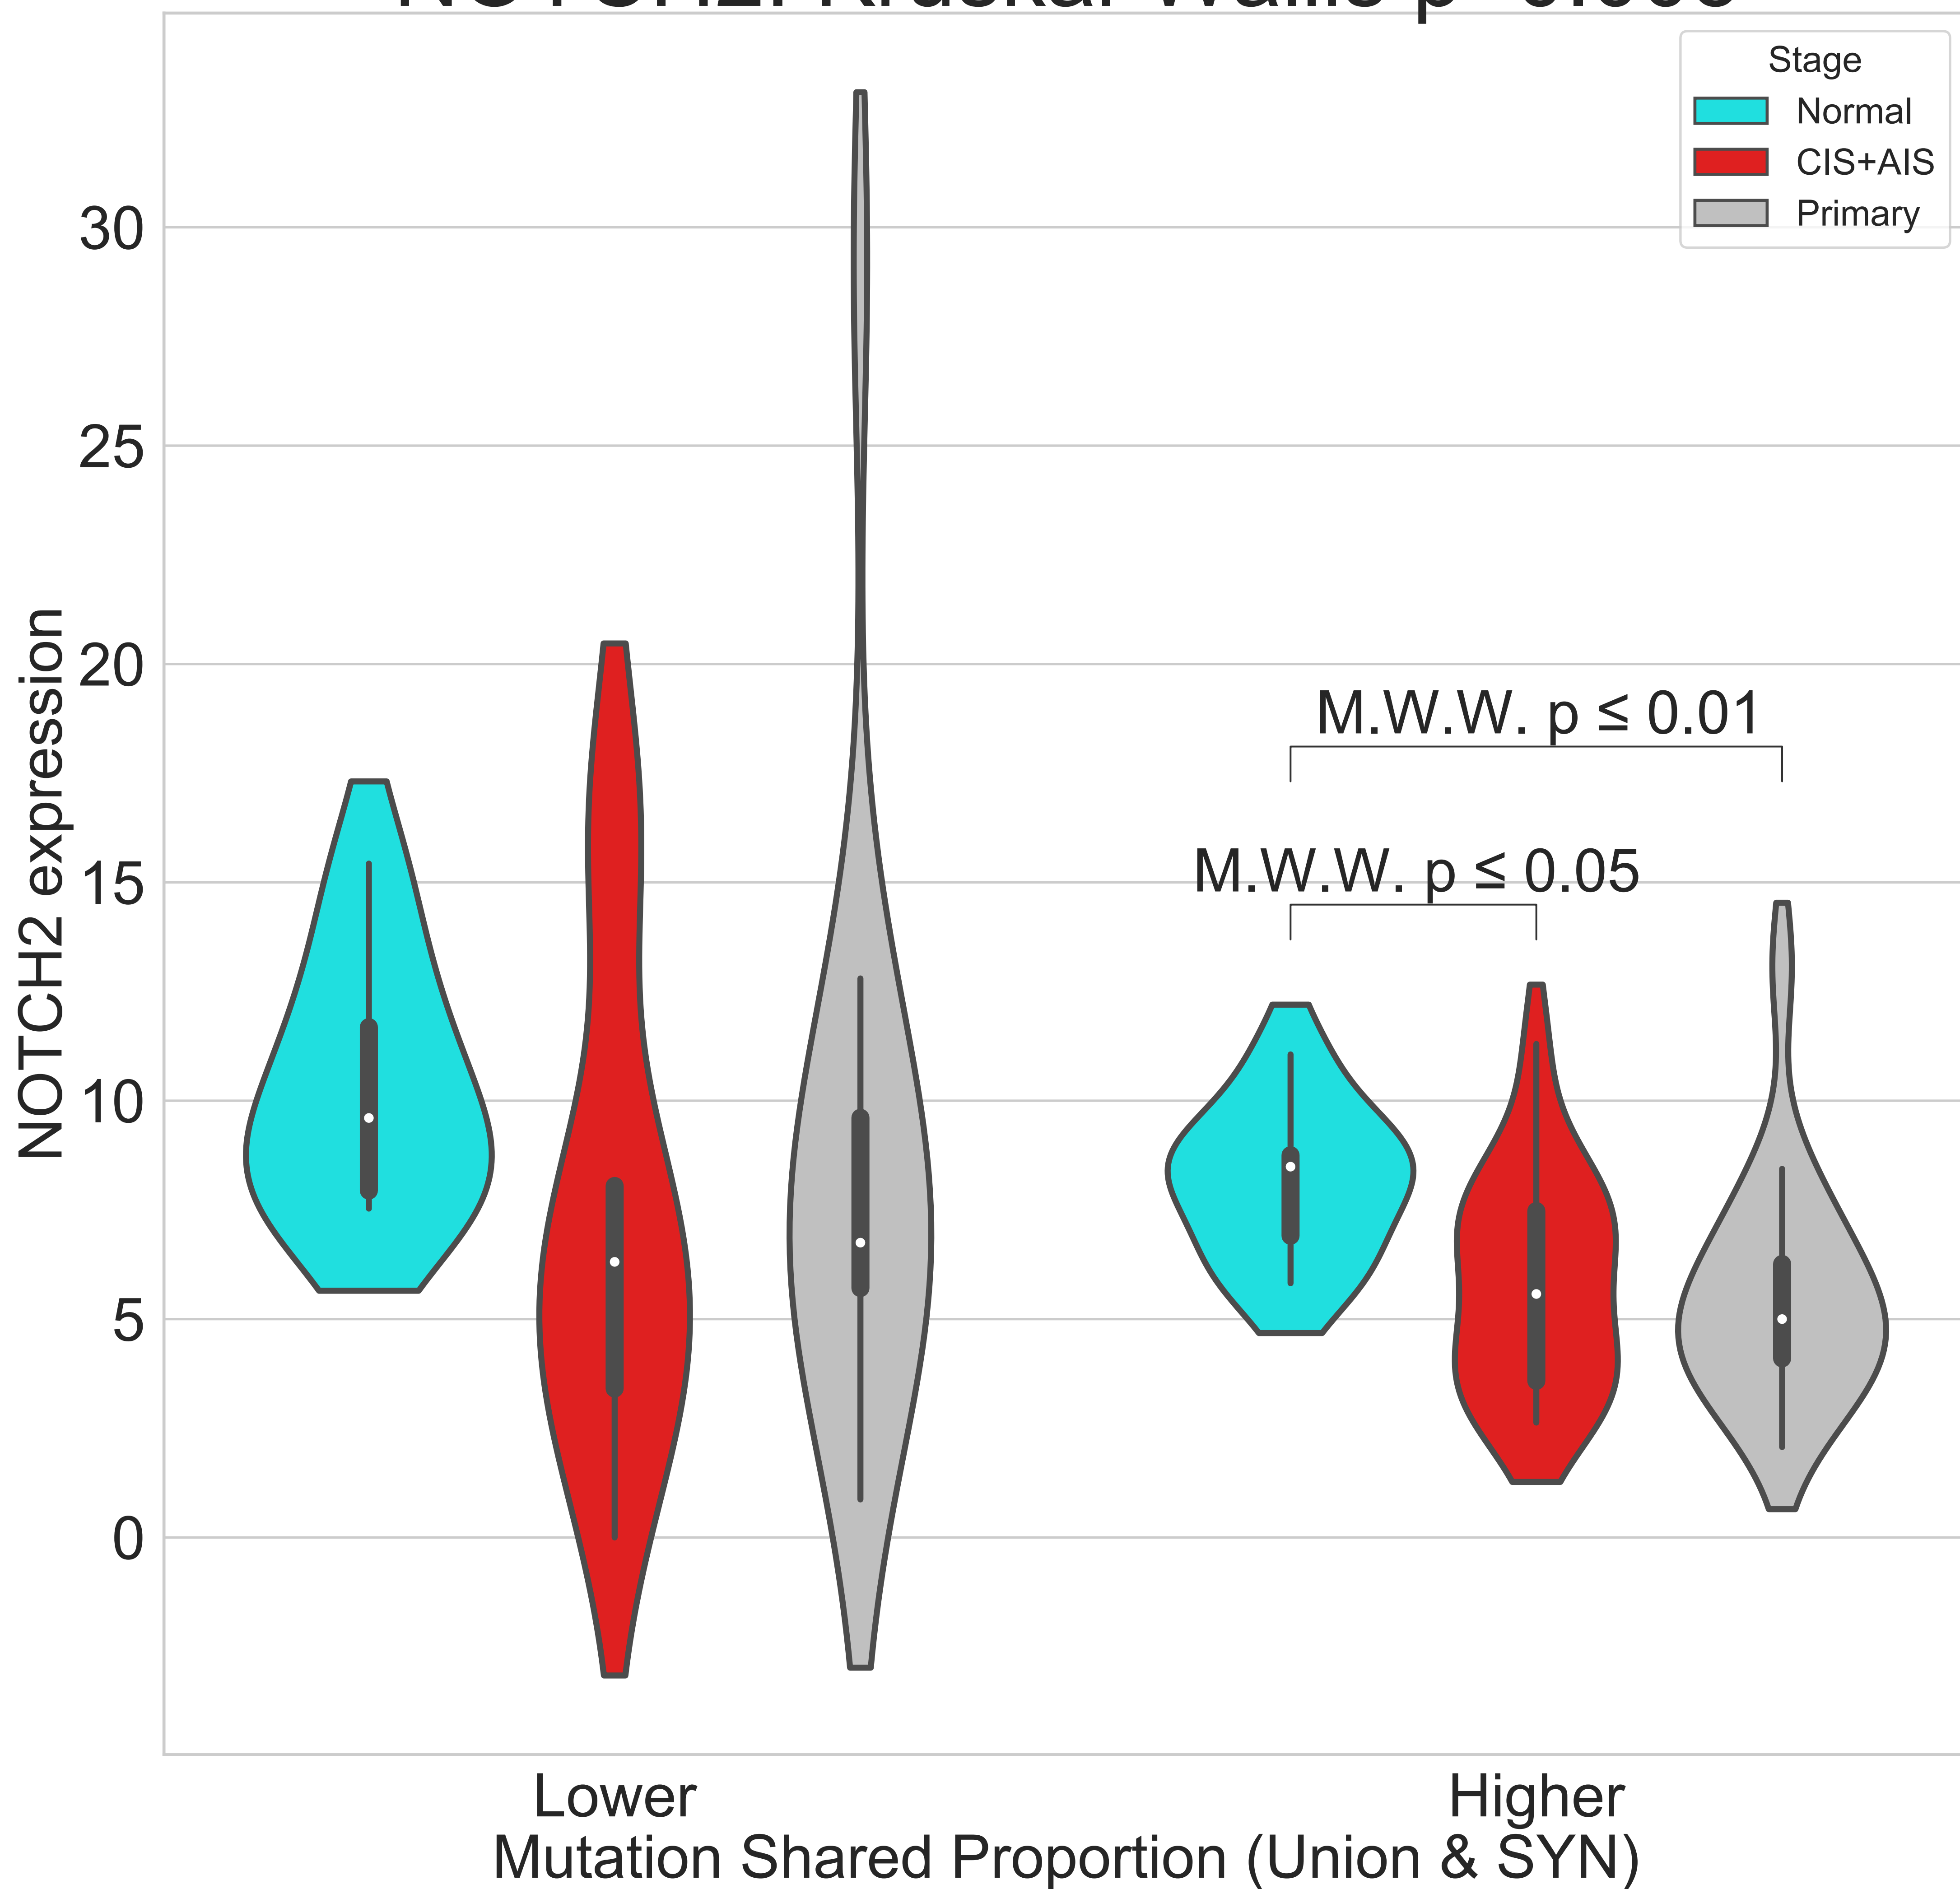 Stage
Normal
CIS+AIS
Primary
30
25
20
15
10
5
0
NOTCH2 expression
M.W.W. p ≤ 0.01
M.W.W. p ≤ 0.05
Lower
Higher
Mutation Shared Proportion (Union & SYN)